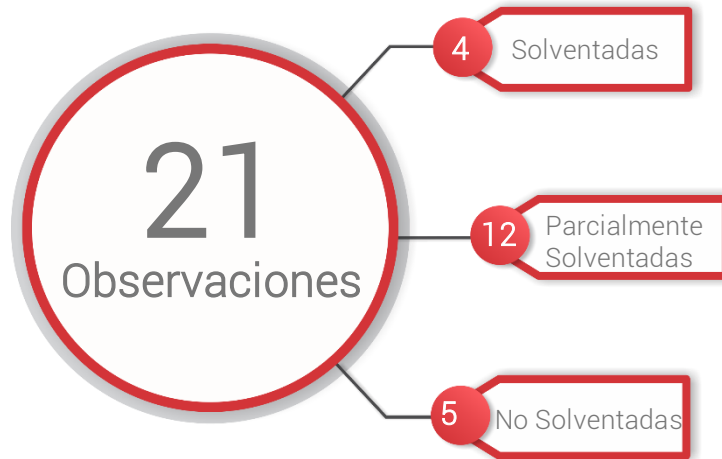 21
Observaciones
4
Solventadas
12
Parcialmente
Solventadas
5
No Solventadas